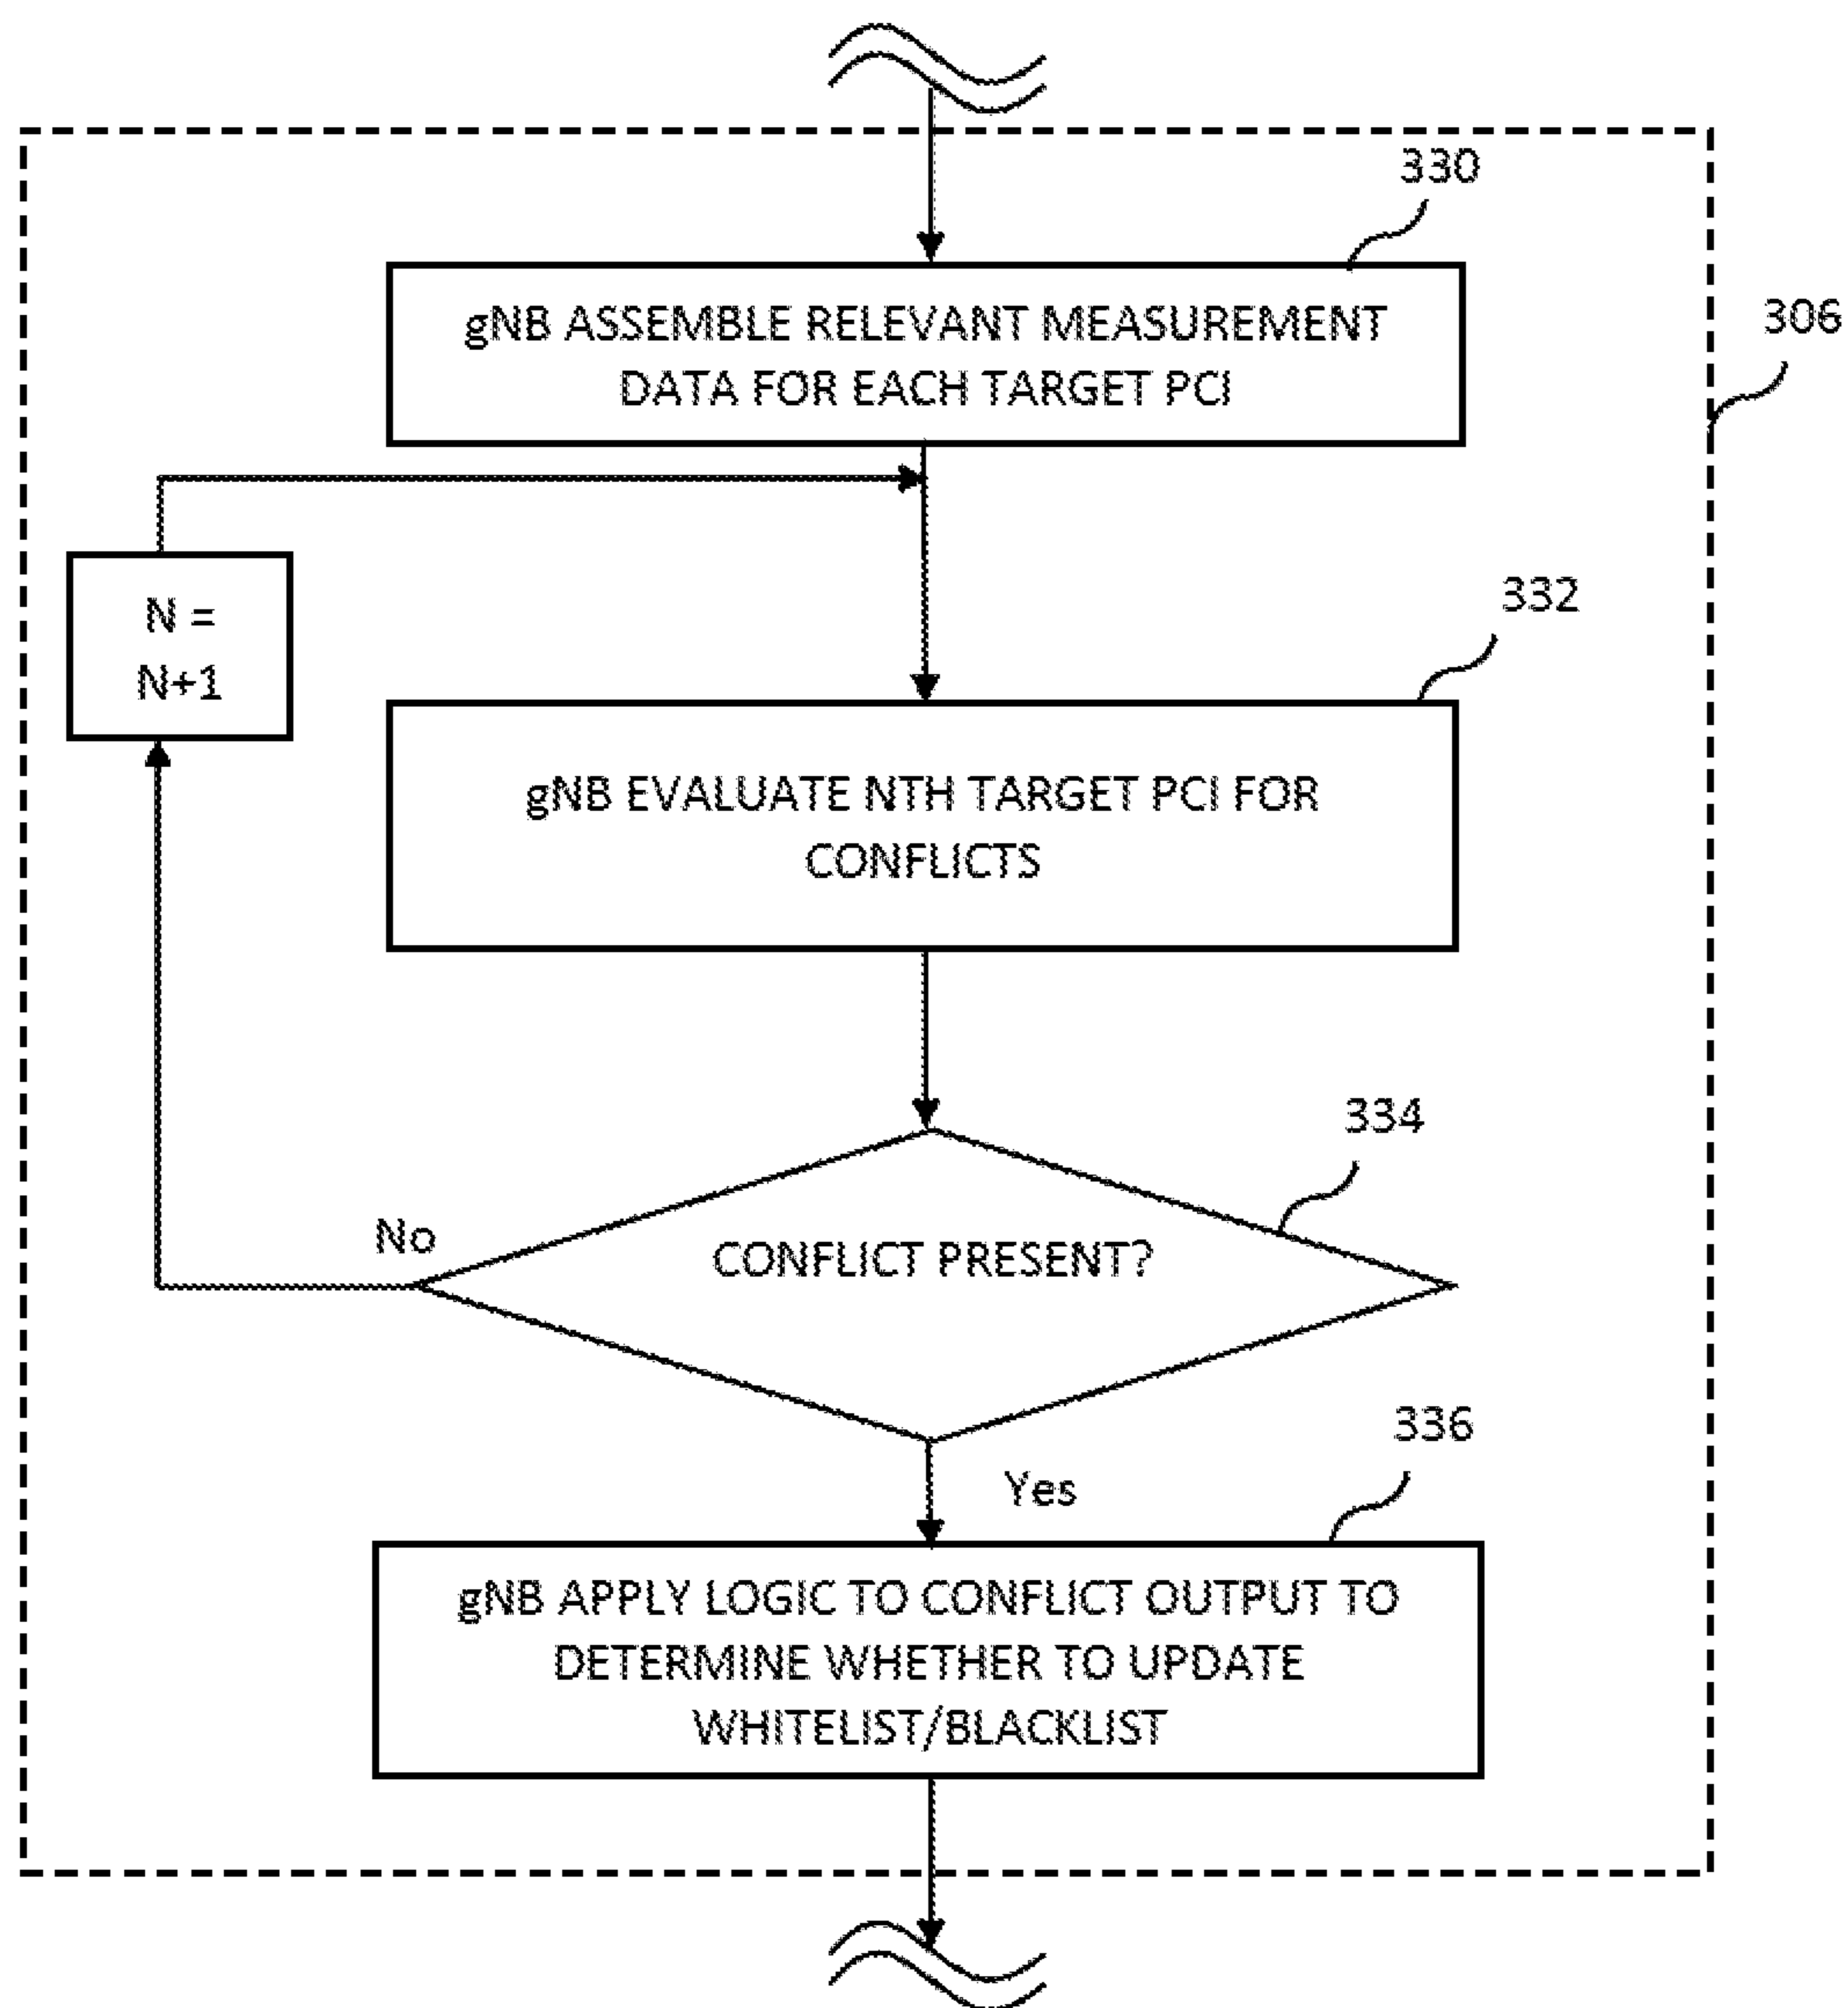 330
gNB ASSEMBLE RELEVANT MEASUREMENT
DATA FOR EACH TARGET PCI
306
N =
N+1
332
gNB EVALUATE NTH TARGET PCI FOR
CONFLICTS
334
No
CONFLICT PRESENT?
336
Yes
gNB APPLY LOGIC TO CONFLICT OUTPUT TO
DETERMINE WHETHER TO UPDATE
WHITELIST/BLACKLIST